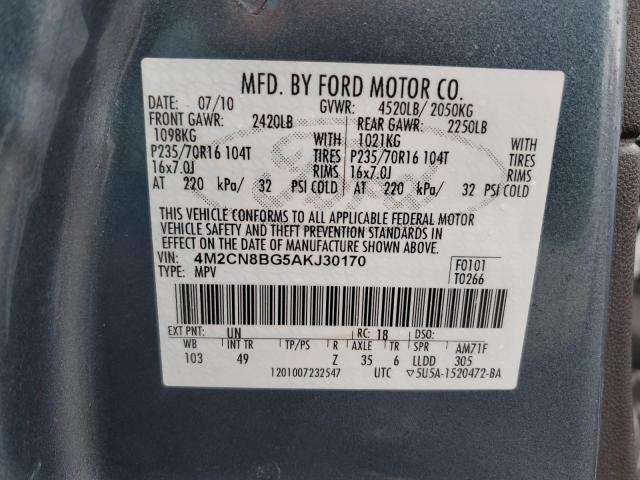 MFD. BY FORD MOTOR CO.
DATE: 07/10 GVWR: 4520LB/ 2050KG
FRONT GAWR: 2420LB REAR GAWR: 2250LB
1098KG WITH 1021KG WITH
P235/70R16 104T TIRES P235/70R16 104T TIRES
16x7.0J RIMS 16x7.0J RIMS
AT 220 kPa/ 32 PSI COLD AT 220 kPa/ 32 PSI COLD
THIS VEHICLE CONFORMS TO ALL APPLICABLE FEDERAL MOTOR
VEHICLE SAFETY AND THEFT PREVENTION STANDARDS IN
EFFECT ON THE DATE OF MANUFACTURE SHOWN ABOVE.
VIN: 4M2CN8BG5AKJ30170 F0101
TYPE: MPV T0266
EXT PNT: UN RC: 18 DSO:
WB INT TR TP/PS R AXLE TR SPR AM71F
103 49 Z 35 6 LLDD 305
1201007232547 UTC ▽5U5A-1520472-BA
Ford